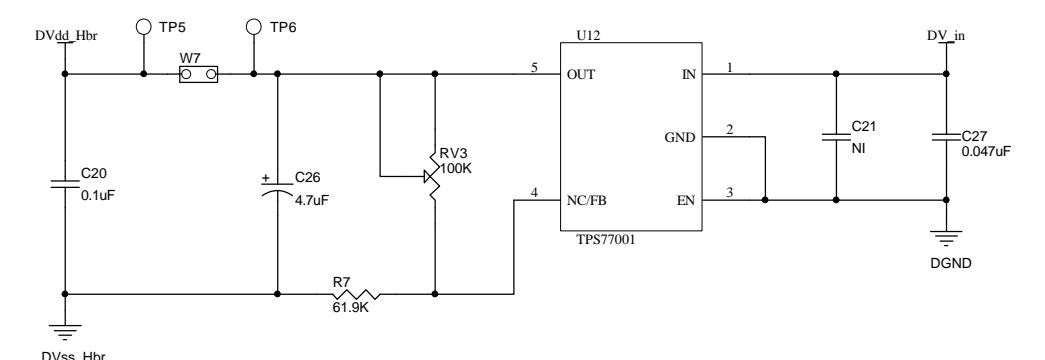 DVdd_Hbr
TP5
TP6
W7
U12
DV_in
5
OUT
IN
1
GND
2
C21
NI
C27
0.047uF
RV3
100K
C20
0.1uF
+
C26
4.7uF
4
NC/FB
EN
3
TPS77001
DGND
R7
61.9K
DVss_Hbr